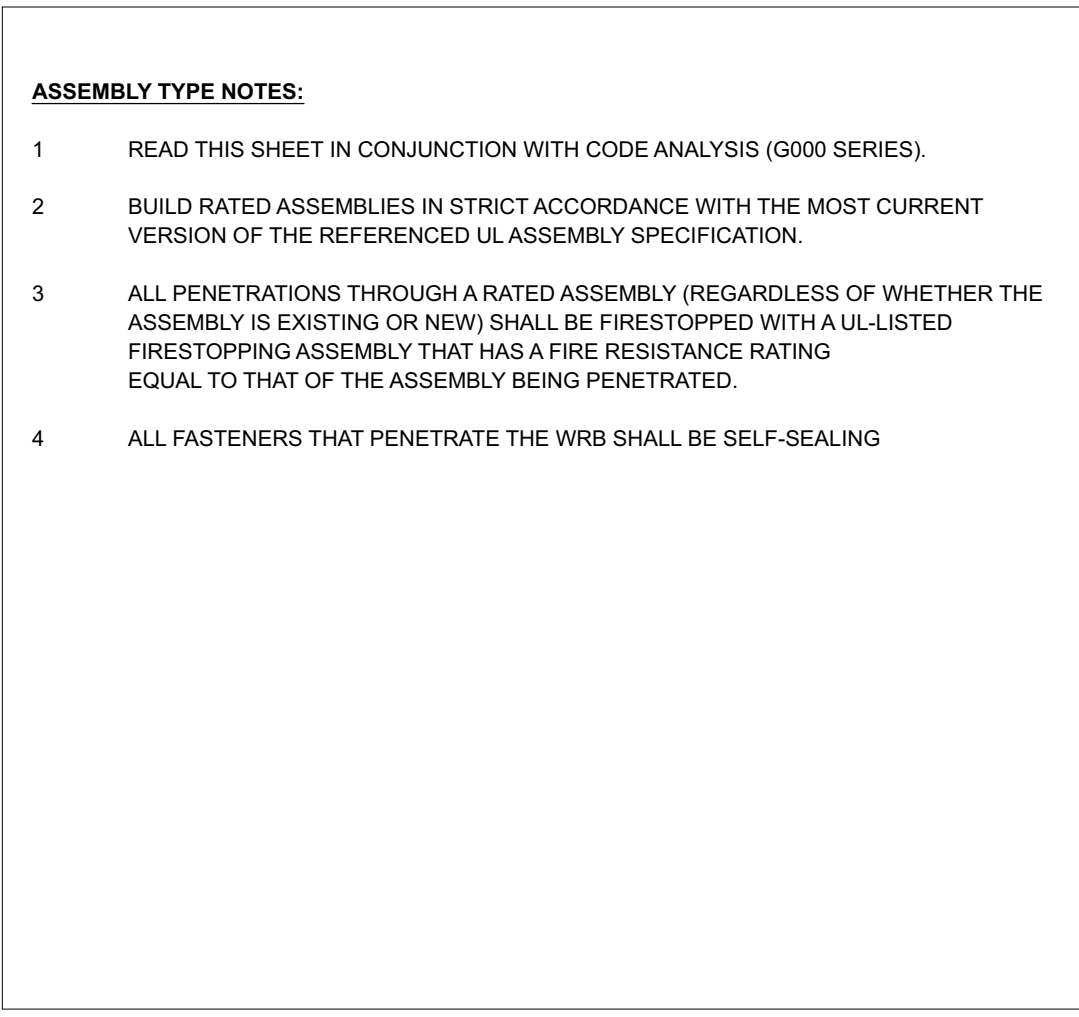 ASSEMBLY TYPE NOTES:
1 READ THIS SHEET IN CONJUNCTION WITH CODE ANALYSIS (G000 SERIES).
2 BUILD RATED ASSEMBLIES IN STRICT ACCORDANCE WITH THE MOST CURRENT
VERSION OF THE REFERENCED UL ASSEMBLY SPECIFICATION.
3 ALL PENETRATIONS THROUGH A RATED ASSEMBLY (REGARDLESS OF WHETHER THE
ASSEMBLY IS EXISTING OR NEW) SHALL BE FIRESTOPPED WITH A UL-LISTED
FIRESTOPPING ASSEMBLY THAT HAS A FIRE RESISTANCE RATING
EQUAL TO THAT OF THE ASSEMBLY BEING PENETRATED.
4 ALL FASTENERS THAT PENETRATE THE WRB SHALL BE SELF-SEALING